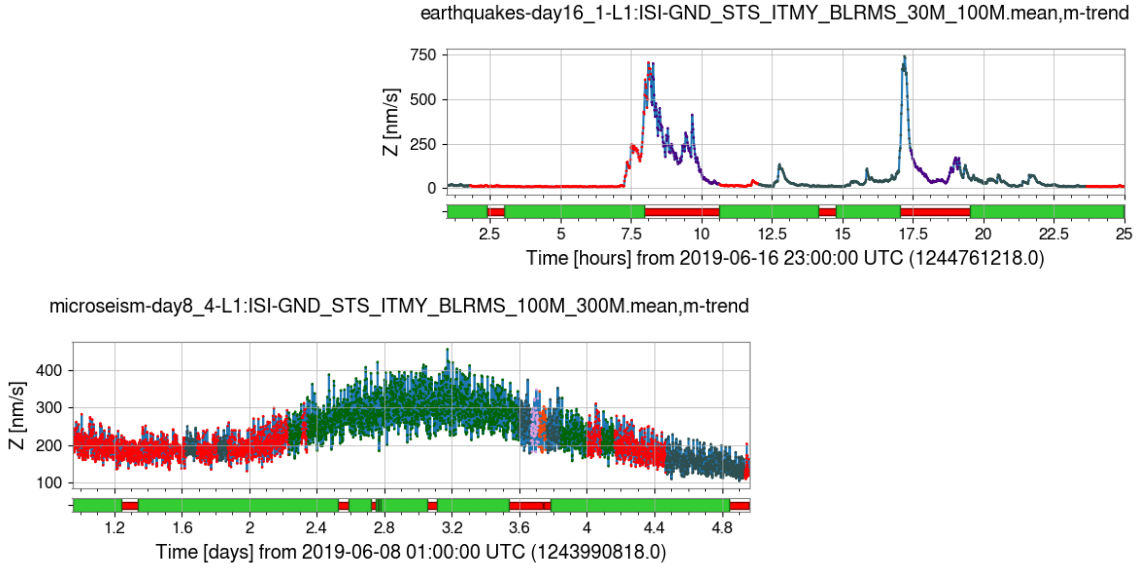 earthquakes-day16_1-L1:ISI-GND_STS_ITMY_BLRMS_30M_100M.mean,m-trend
750
500
250
0
Z [nm/s]
2.5 5 7.5 10 12.5 15 17.5 20 22.5 25
Time [hours] from 2019-06-16 23:00:00 UTC (1244761218.0)
microseism-day8_4-L1:ISI-GND_STS_ITMY_BLRMS_100M_300M.mean,m-trend
400
300
200
100
Z [nm/s]
1.2 1.6 2 2.4 2.8 3.2 3.6 4 4.4 4.8
Time [days] from 2019-06-08 01:00:00 UTC (1243990818.0)